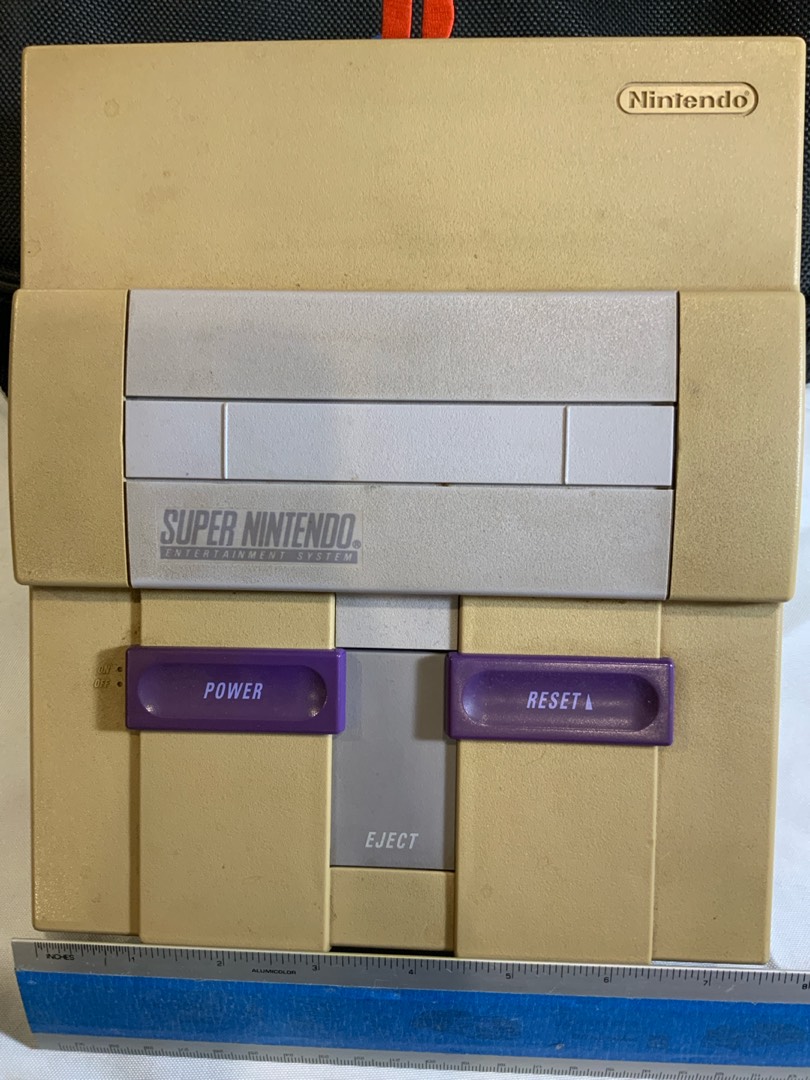 Nintendo®
SUPER NINTENDO®
ENTERTAINMENT SYSTEM
ON
OFF
POWER
RESET
EJECT
INCHES 1 2 3 4 5 6 7 8
ALUMICOLOR